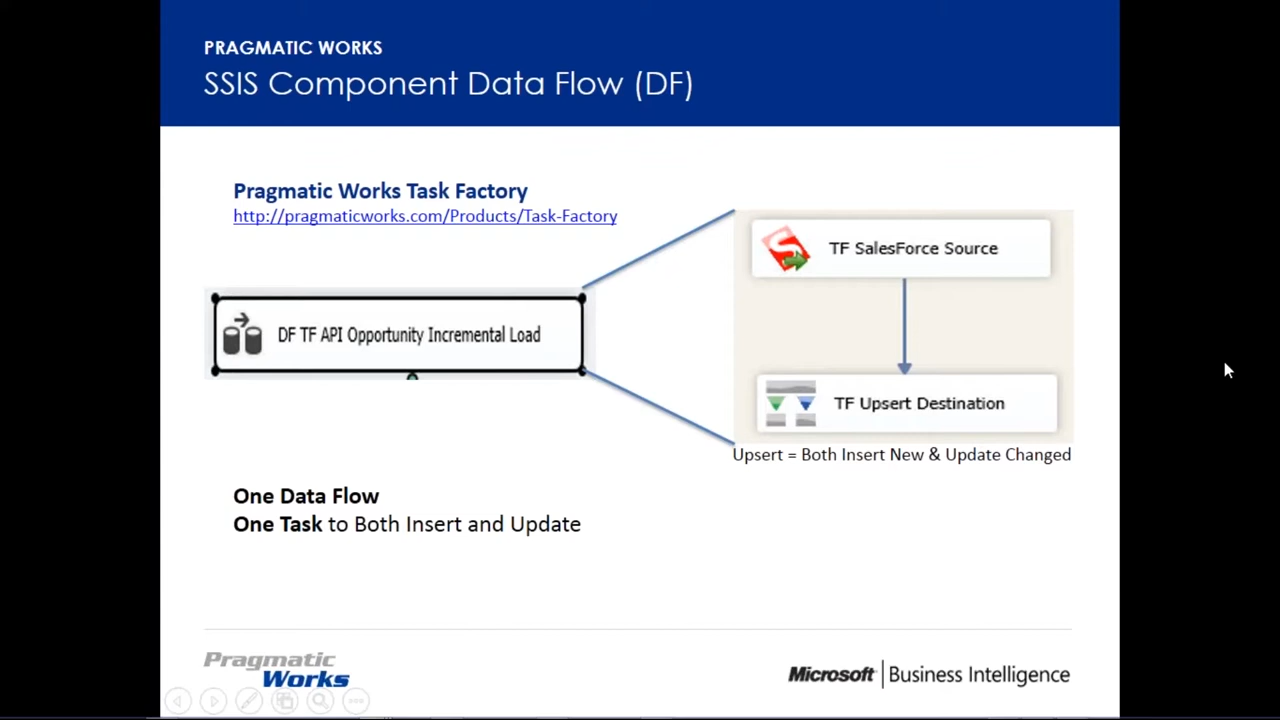 PRAGMATIC WORKS
SSIS Component Data Flow (DF)
Pragmatic Works Task Factory
http://pragmaticworks.com/Products/Task-Factory
TF SalesForce Source
DF TF API Opportunity Incremental Load
TF Upsert Destination
Upsert = Both Insert New & Update Changed
One Data Flow
One Task to Both Insert and Update
Pragmatic
Works
Microsoft | Business Intelligence